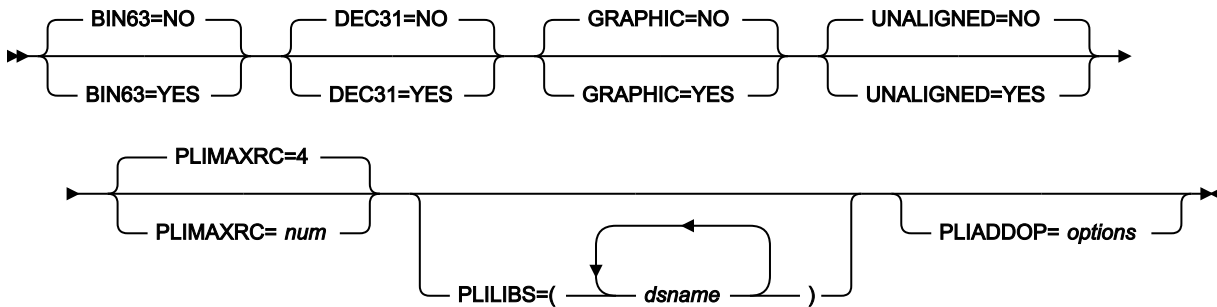 BIN63=NO DEC31=NO GRAPHIC=NO UNALIGNED=NO
BIN63=YES DEC31=YES GRAPHIC=YES UNALIGNED=YES
PLIMAXRC=4
PLIMAXRC= num PLIADDOP= options
PLILIBS=( dsname )